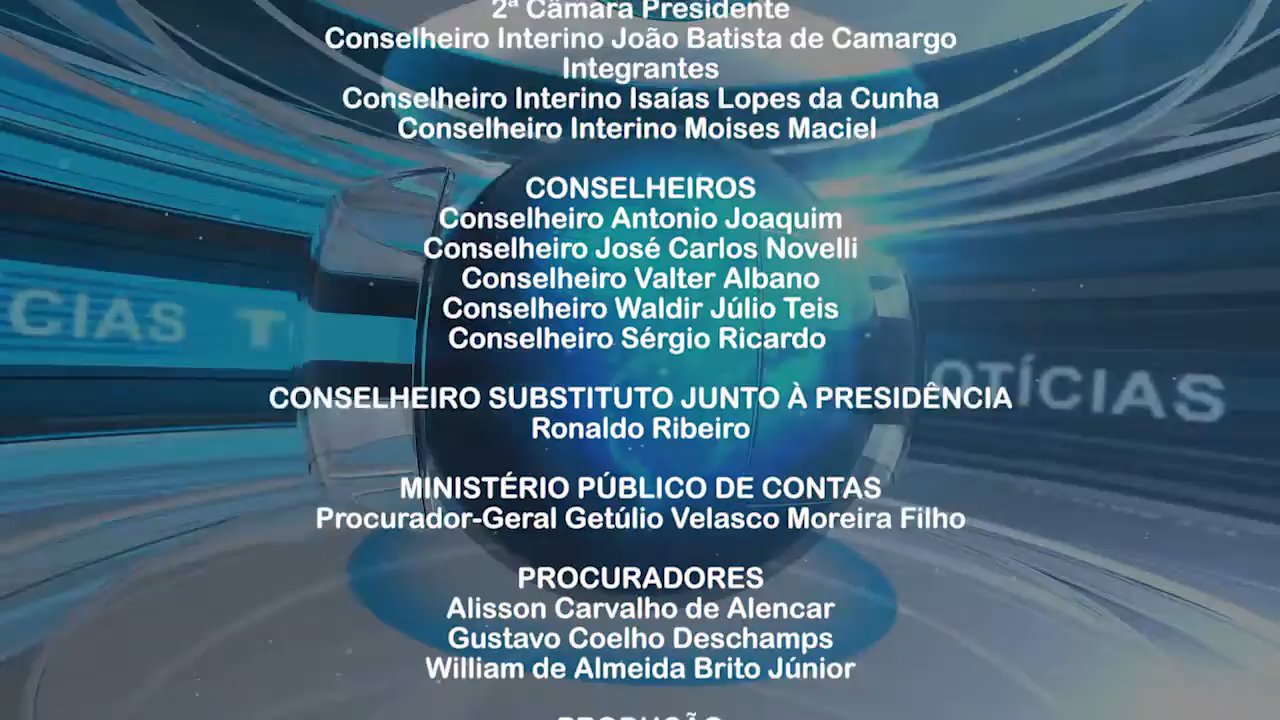 2ª Câmara Presidente
Conselheiro Interino João Batista de Camargo
Integrantes
Conselheiro Interino Isaías Lopes da Cunha
Conselheiro Interino Moises Maciel
CONSELHEIROS
Conselheiro Antonio Joaquim
Conselheiro José Carlos Novelli
Conselheiro Valter Albano
Conselheiro Waldir Júlio Teis
Conselheiro Sérgio Ricardo
CIAS T
OTÍCIAS
CONSELHEIRO SUBSTITUTO JUNTO À PRESIDÊNCIA
Ronaldo Ribeiro
MINISTÉRIO PÚBLICO DE CONTAS
Procurador-Geral Getúlio Velasco Moreira Filho
PROCURADORES
Alisson Carvalho de Alencar
Gustavo Coelho Deschamps
William de Almeida Brito Júnior
PRODUÇÃO